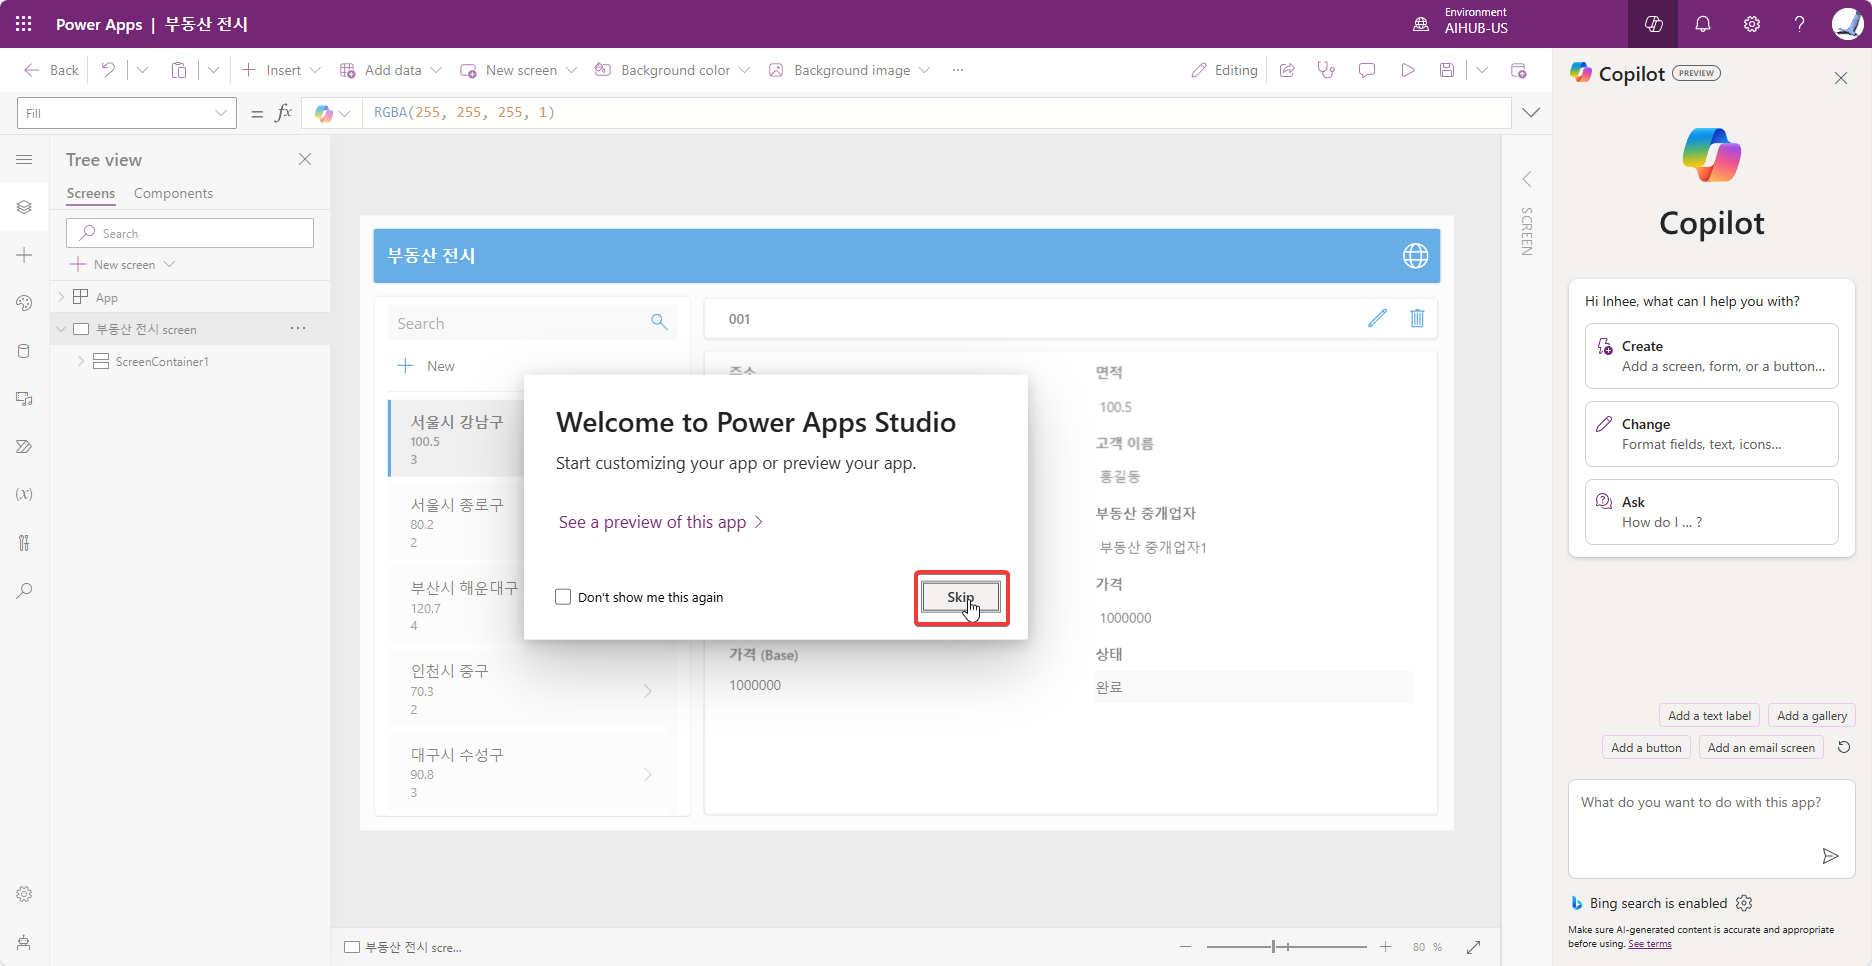 Power Apps | 부동산 전시
Environment
AIHUB-US
Back
Insert
Add data
New screen
Background color
Background image
...
Editing
Fill
= fx
RGBA(255, 255, 255, 1)
Tree view
Screens
Components
Search
New screen
App
부동산 전시 screen
...
ScreenContainer1
(x)
부동산 전시
Search
New
서울시 강남구
100.5
3
서울시 종로구
80.2
2
부산시 해운대구
120.7
4
인천시 중구
70.3
2
대구시 수성구
90.8
3
001
주소
면적
100.5
고객 이름
홍길동
부동산 중개업자
부동산 중개업자1
가격
1000000
가격 (Base)
1000000
상태
완료
Welcome to Power Apps Studio
Start customizing your app or preview your app.
See a preview of this app
Don't show me this again
Skip
부동산 전시 scre...
80 %
SCREEN
Copilot PREVIEW
Copilot
Hi Inhee, what can I help you with?
Create
Add a screen, form, or a button...
Change
Format fields, text, icons...
Ask
How do I ... ?
Add a text label
Add a gallery
Add a button
Add an email screen
What do you want to do with this app?
Bing search is enabled
Make sure AI-generated content is accurate and appropriate
before using. See terms